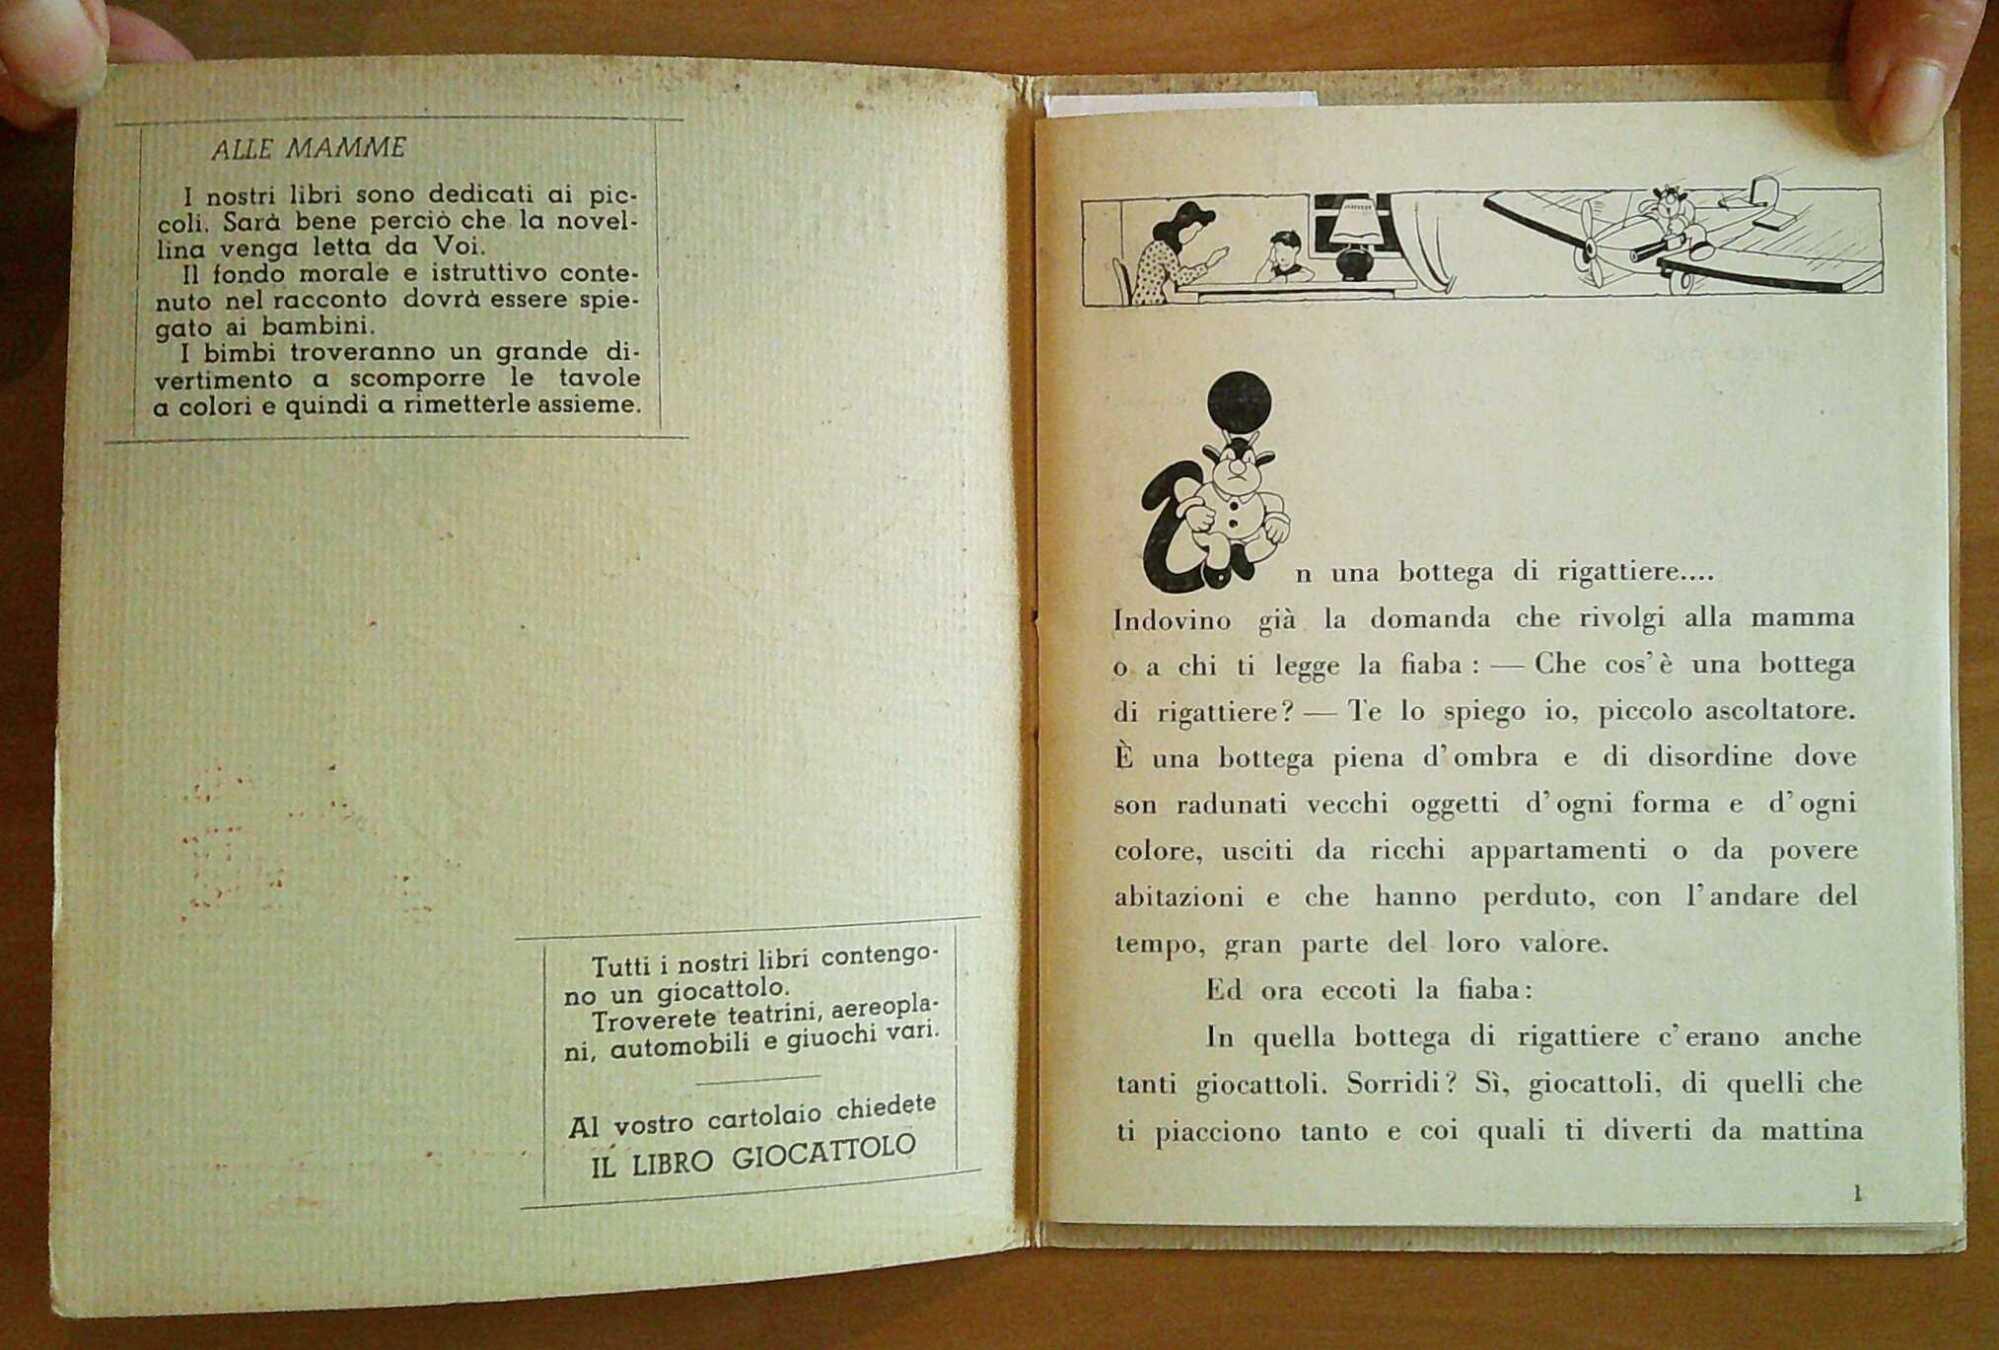 ALLE MAMME
I nostri libri sono dedicati ai pic-
coli. Sarà bene perciò che la novel-
lina venga letta da Voi.
Il fondo morale e istruttivo conte-
nuto nel racconto dovrà essere spie-
gato ai bambini.
I bimbi troveranno un grande di-
vertimento a scomporre le tavole
a colori e quindi a rimetterle assieme.
Tutti i nostri libri contengo-
no un giocattolo.
Troverete teatrini, aereopla-
ni, automobili e giuochi vari.
Al vostro cartolaio chiedete
IL LIBRO GIOCATTOLO
In una bottega di rigattiere....
Indovino già la domanda che rivolgi alla mamma
o a chi ti legge la fiaba : — Che cos'è una bottega
di rigattiere? — Te lo spiego io, piccolo ascoltatore.
È una bottega piena d'ombra e di disordine dove
son radunati vecchi oggetti d'ogni forma e d'ogni
colore, usciti da ricchi appartamenti o da povere
abitazioni e che hanno perduto, con l'andare del
tempo, gran parte del loro valore.
Ed ora eccoti la fiaba:
In quella bottega di rigattiere c'erano anche
tanti giocattoli. Sorridi? Sì, giocattoli, di quelli che
ti piacciono tanto e coi quali ti diverti da mattina
1